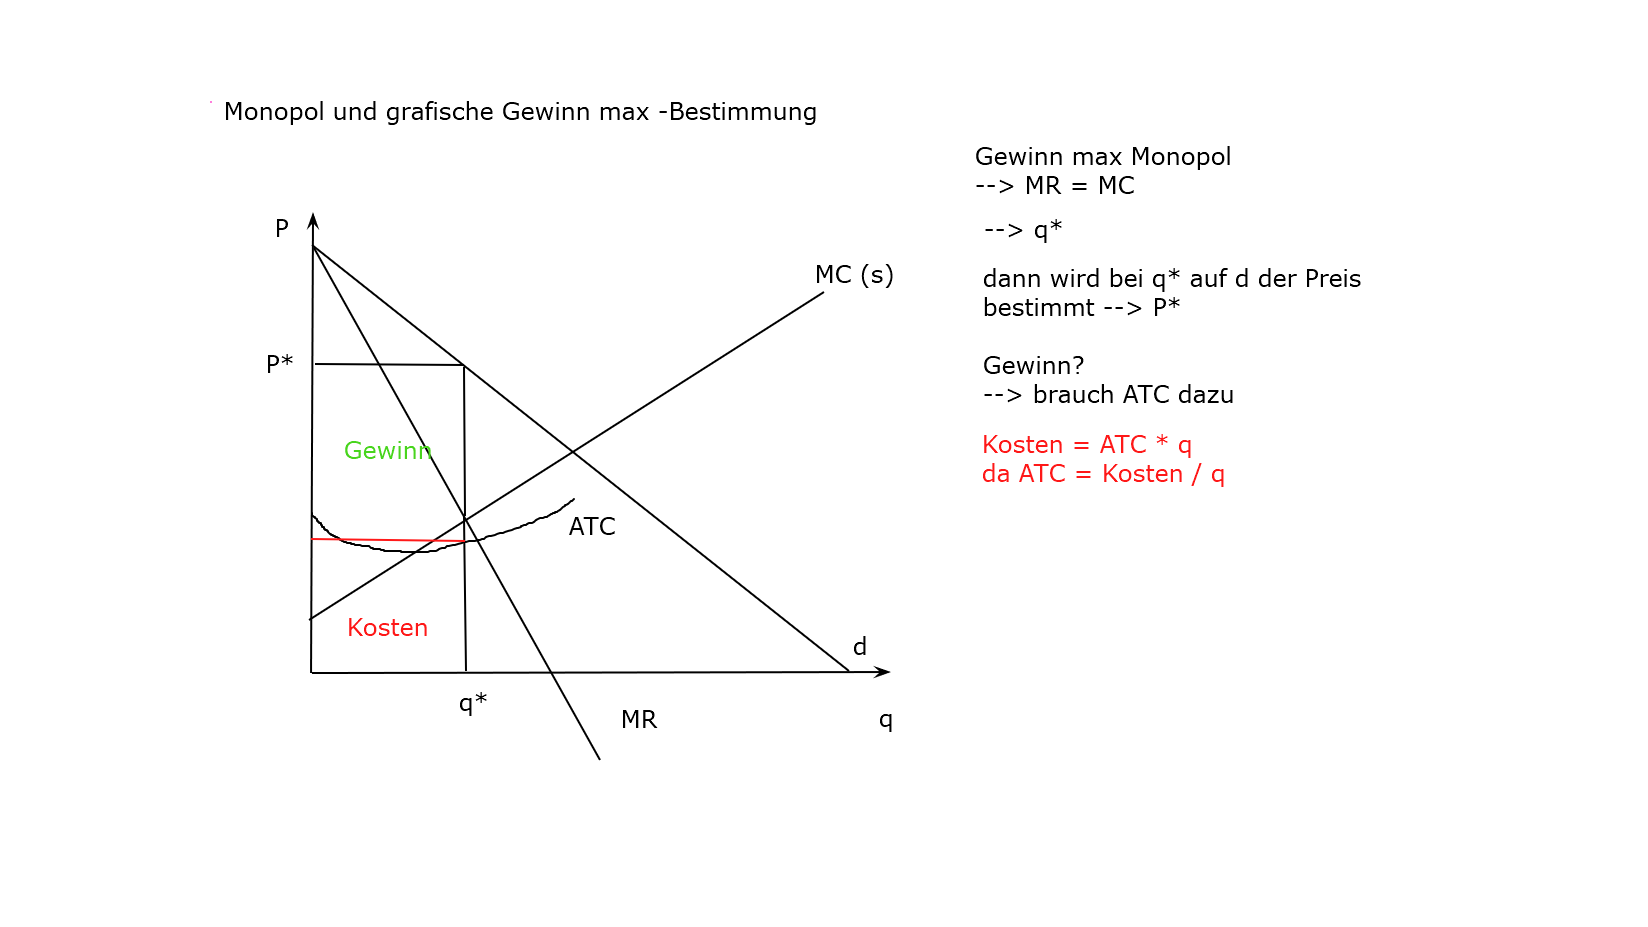 Monopol und grafische Gewinn max -Bestimmung
Gewinn max Monopol
--> MR = MC
--> q*
dann wird bei q* auf d der Preis
bestimmt --> P*
Gewinn?
--> brauch ATC dazu
Kosten = ATC * q
da ATC = Kosten / q
P
MC (s)
P*
Gewinn
ATC
Kosten
d
q*
MR
q